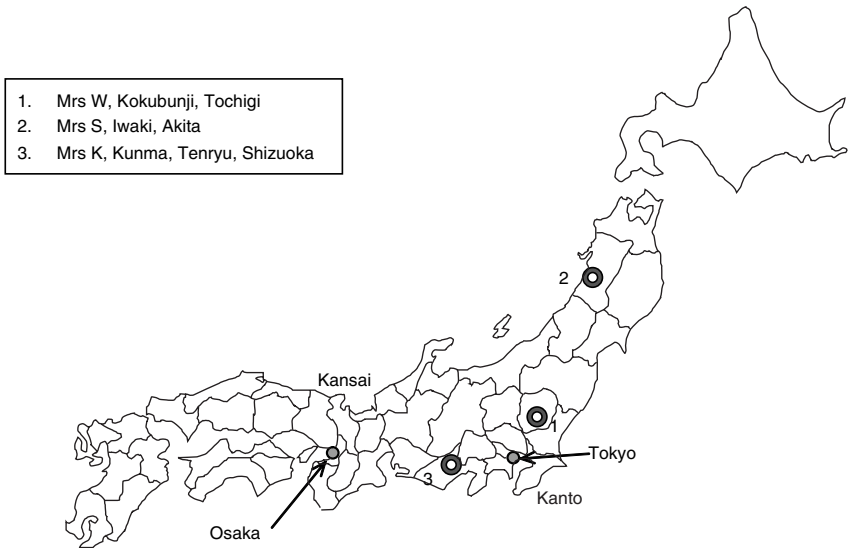 1. Mrs W, Kokubunji, Tochigi
2. Mrs S, Iwaki, Akita
3. Mrs K, Kunma, Tenryu, Shizuoka
2
Kansai
1
Tokyo
3
Kanto
Osaka